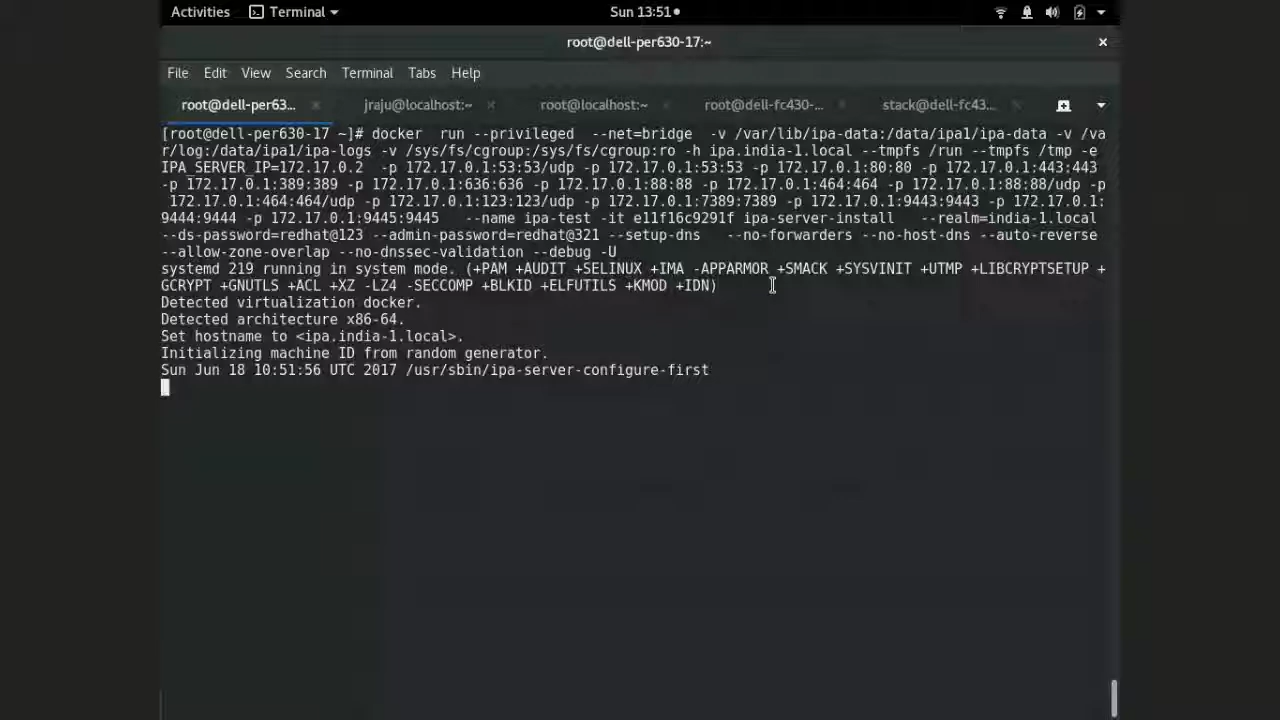 Activities Terminal Sun 13:51
root@dell-per630-17:~
File Edit View Search Terminal Tabs Help
root@dell-per63... jraju@localhost:~ root@localhost:~ root@dell-fc430-... stack@dell-fc43...
[root@dell-per630-17 ~]# docker  run --privileged  --net=bridge  -v /var/lib/ipa-data:/data/ipa1/ipa-data -v /va
r/log:/data/ipa1/ipa-logs -v /sys/fs/cgroup:/sys/fs/cgroup:ro -h ipa.india-1.local --tmpfs /run --tmpfs /tmp -e
IPA_SERVER_IP=172.17.0.2  -p 172.17.0.1:53:53/udp -p 172.17.0.1:53:53 -p 172.17.0.1:80:80 -p 172.17.0.1:443:443
-p 172.17.0.1:389:389 -p 172.17.0.1:636:636 -p 172.17.0.1:88:88 -p 172.17.0.1:464:464 -p 172.17.0.1:88:88/udp -p
172.17.0.1:464:464/udp -p 172.17.0.1:123:123/udp -p 172.17.0.1:7389:7389 -p 172.17.0.1:9443:9443 -p 172.17.0.1:
9444:9444 -p 172.17.0.1:9445:9445   --name ipa-test -it e11f16c9291f ipa-server-install   --realm=india-1.local
--ds-password=redhat@123 --admin-password=redhat@321 --setup-dns   --no-forwarders --no-host-dns --auto-reverse
--allow-zone-overlap --no-dnssec-validation --debug -U
systemd 219 running in system mode. (+PAM +AUDIT +SELINUX +IMA -APPARMOR +SMACK +SYSVINIT +UTMP +LIBCRYPTSETUP +
GCRYPT +GNUTLS +ACL +XZ -LZ4 -SECCOMP +BLKID +ELFUTILS +KMOD +IDN)
Detected virtualization docker.
Detected architecture x86-64.
Set hostname to <ipa.india-1.local>.
Initializing machine ID from random generator.
Sun Jun 18 10:51:56 UTC 2017 /usr/sbin/ipa-server-configure-first